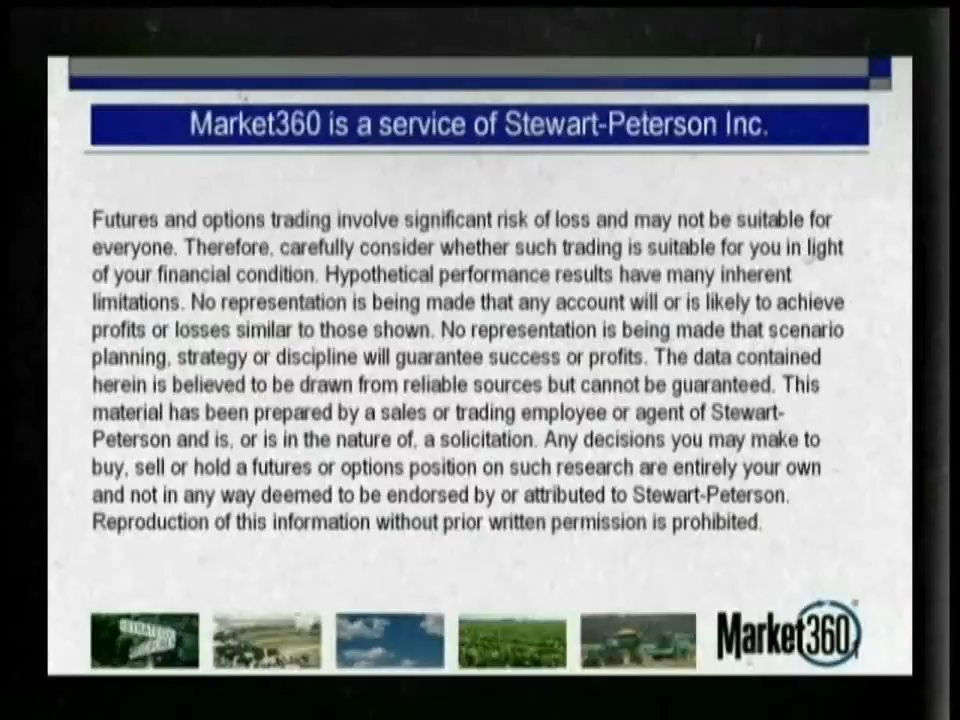 Market360 is a service of Stewart-Peterson Inc.
Futures and options trading involve significant risk of loss and may not be suitable for
everyone. Therefore, carefully consider whether such trading is suitable for you in light
of your financial condition. Hypothetical performance results have many inherent
limitations. No representation is being made that any account will or is likely to achieve
profits or losses similar to those shown. No representation is being made that scenario
planning, strategy or discipline will guarantee success or profits. The data contained
herein is believed to be drawn from reliable sources but cannot be guaranteed. This
material has been prepared by a sales or trading employee or agent of Stewart-
Peterson and is, or is in the nature of, a solicitation. Any decisions you may make to
buy, sell or hold a futures or options position on such research are entirely your own
and not in any way deemed to be endorsed by or attributed to Stewart-Peterson.
Reproduction of this information without prior written permission is prohibited.
Market360